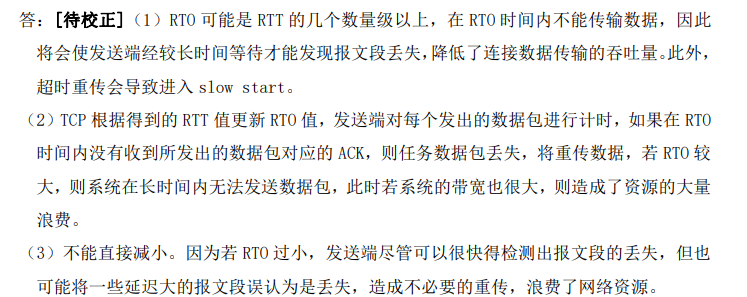 答：[待校正]（1）RTO 可能是 RTT 的几个数量级以上，在 RTO 时间内不能传输数据，因此
将会使发送端经较长时间等待才能发现报文段丢失，降低了连接数据传输的吞吐量。此外，
超时重传会导致进入 slow start。
（2）TCP 根据得到的 RTT 值更新 RTO 值，发送端对每个发出的数据包进行计时，如果在 RTO
时间内没有收到所发出的数据包对应的 ACK，则任务数据包丢失，将重传数据，若 RTO 较
大，则系统在长时间内无法发送数据包，此时若系统的带宽也很大，则造成了资源的大量
浪费。
（3）不能直接减小。因为若 RTO 过小，发送端尽管可以很快得检测出报文段的丢失，但也
可能将一些延迟大的报文段误认为是丢失，造成不必要的重传，浪费了网络资源。